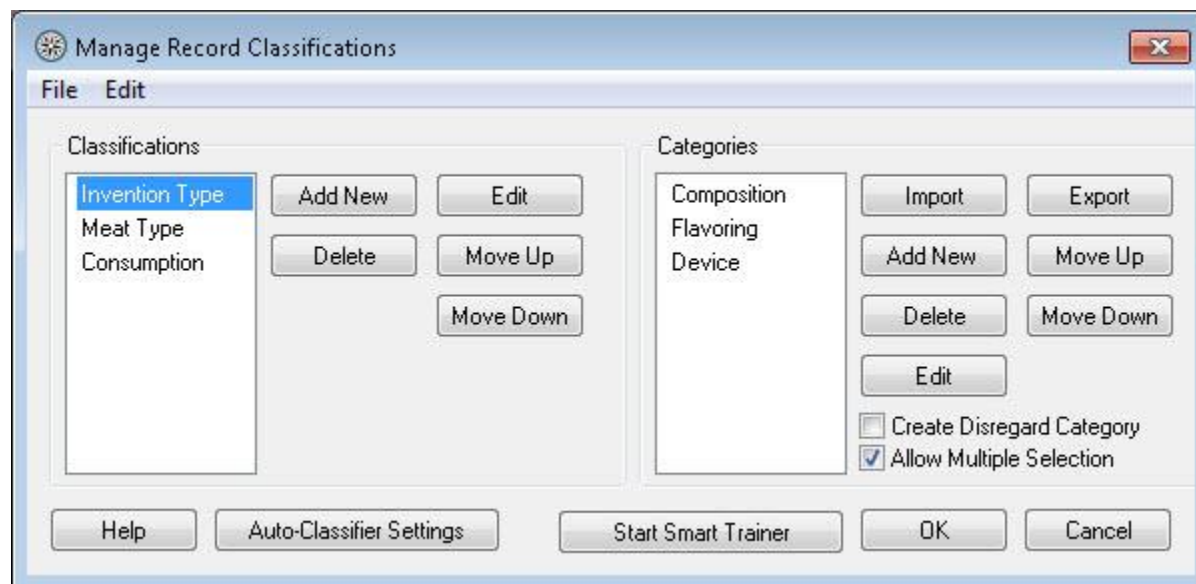 Manage Record Classifications
File Edit
Classifications
Invention Type
Meat Type
Consumption
Add New
Edit
Delete
Move Up
Move Down
Categories
Composition
Flavoring
Device
Import
Export
Add New
Move Up
Delete
Move Down
Edit
Create Disregard Category
Allow Multiple Selection
Help
Auto-Classifier Settings
Start Smart Trainer
OK
Cancel